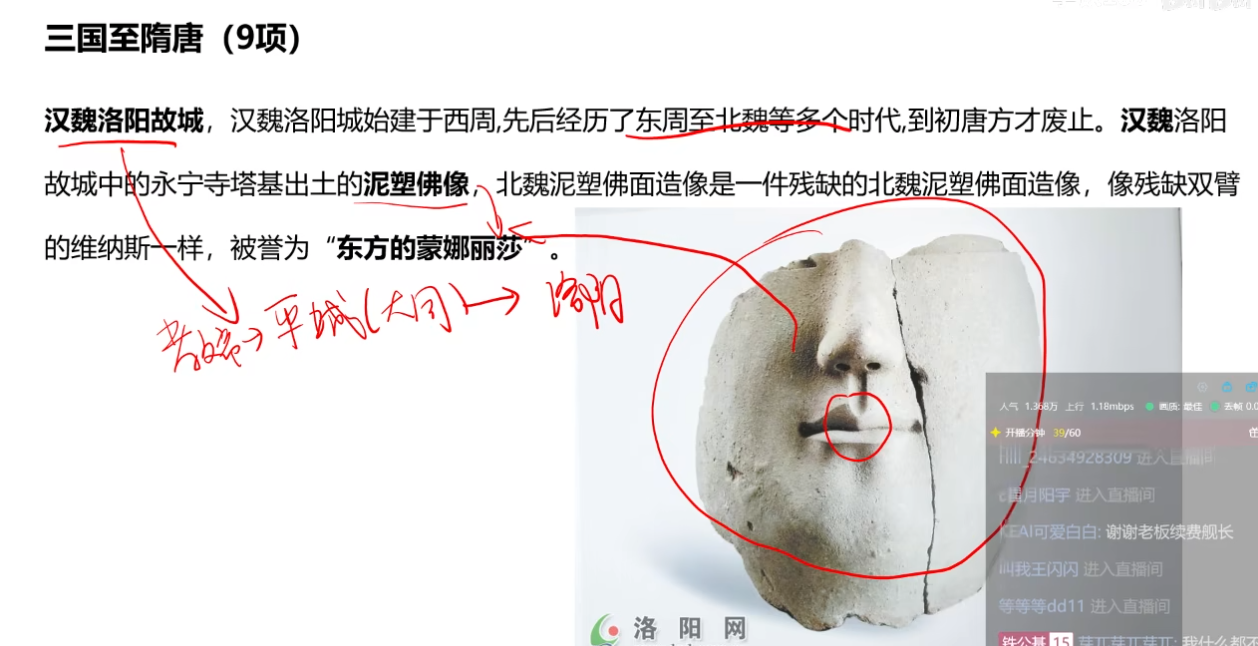 三国至隋唐（9项）
汉魏洛阳故城，汉魏洛阳城始建于西周,先后经历了东周至北魏等多个时代,到初唐方才废止。汉魏洛阳
故城中的永宁寺塔基出土的泥塑佛像，北魏泥塑佛面造像是一件残缺的北魏泥塑佛面造像，像残缺双臂
的维纳斯一样，被誉为“东方的蒙娜丽莎”。
平城(大同)→洛阳
人气 1.368万 上行 1.18mbps 画质: 最佳 丢帧 0.0
开播分钟 39/60
24634928309 进入直播间
月阳宇 进入直播间
KEAI可爱白白: 谢谢老板续费舰长
叫我王闪闪 进入直播间
等等等dd11 进入直播间
洛阳网
铁公基 15